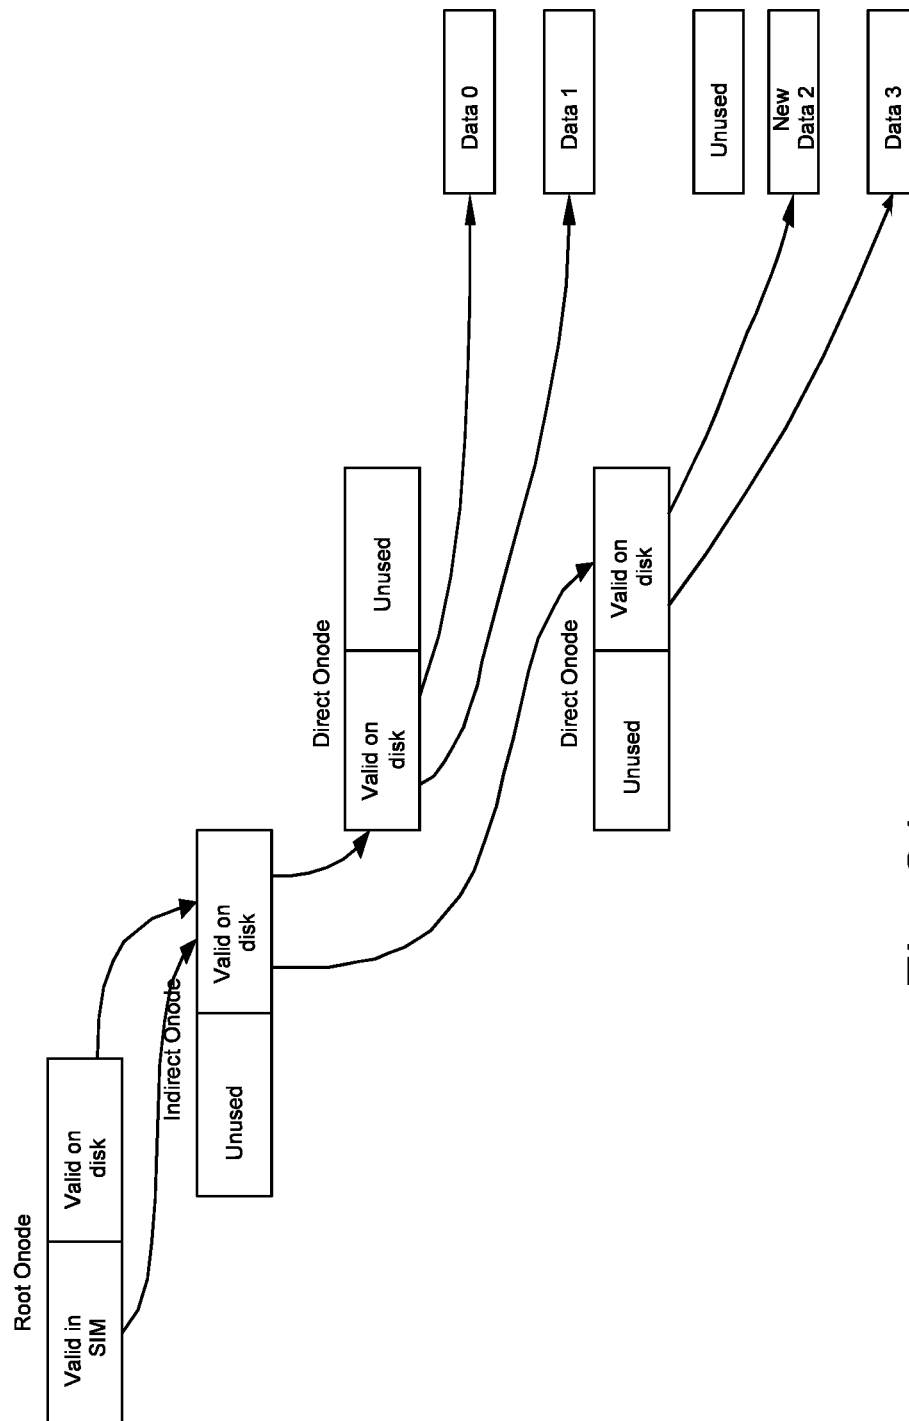 Root Onode
Valid in
SIM
Valid on
disk
Indirect Onode
Unused
Valid on
disk
Direct Onode
Valid on
disk
Unused
Direct Onode
Unused
Valid on
disk
Data 0
Data 1
Unused
New
Data 2
Data 3